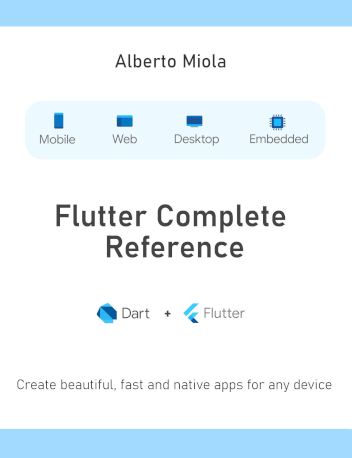 Alberto Miola
Mobile Web Desktop Embedded
Flutter Complete
Reference
Dart + Flutter
Create beautiful, fast and native apps for any device